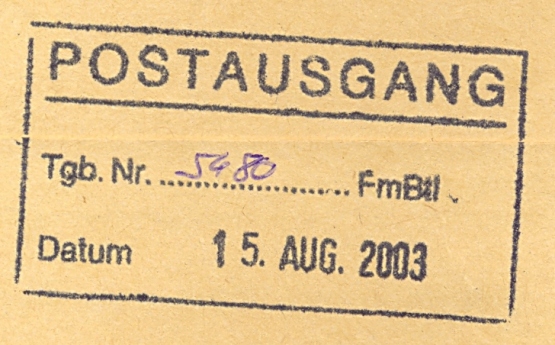 POSTAUSGANG
Tgb. Nr. 5480 FmBtl.
Datum 15. AUG. 2003